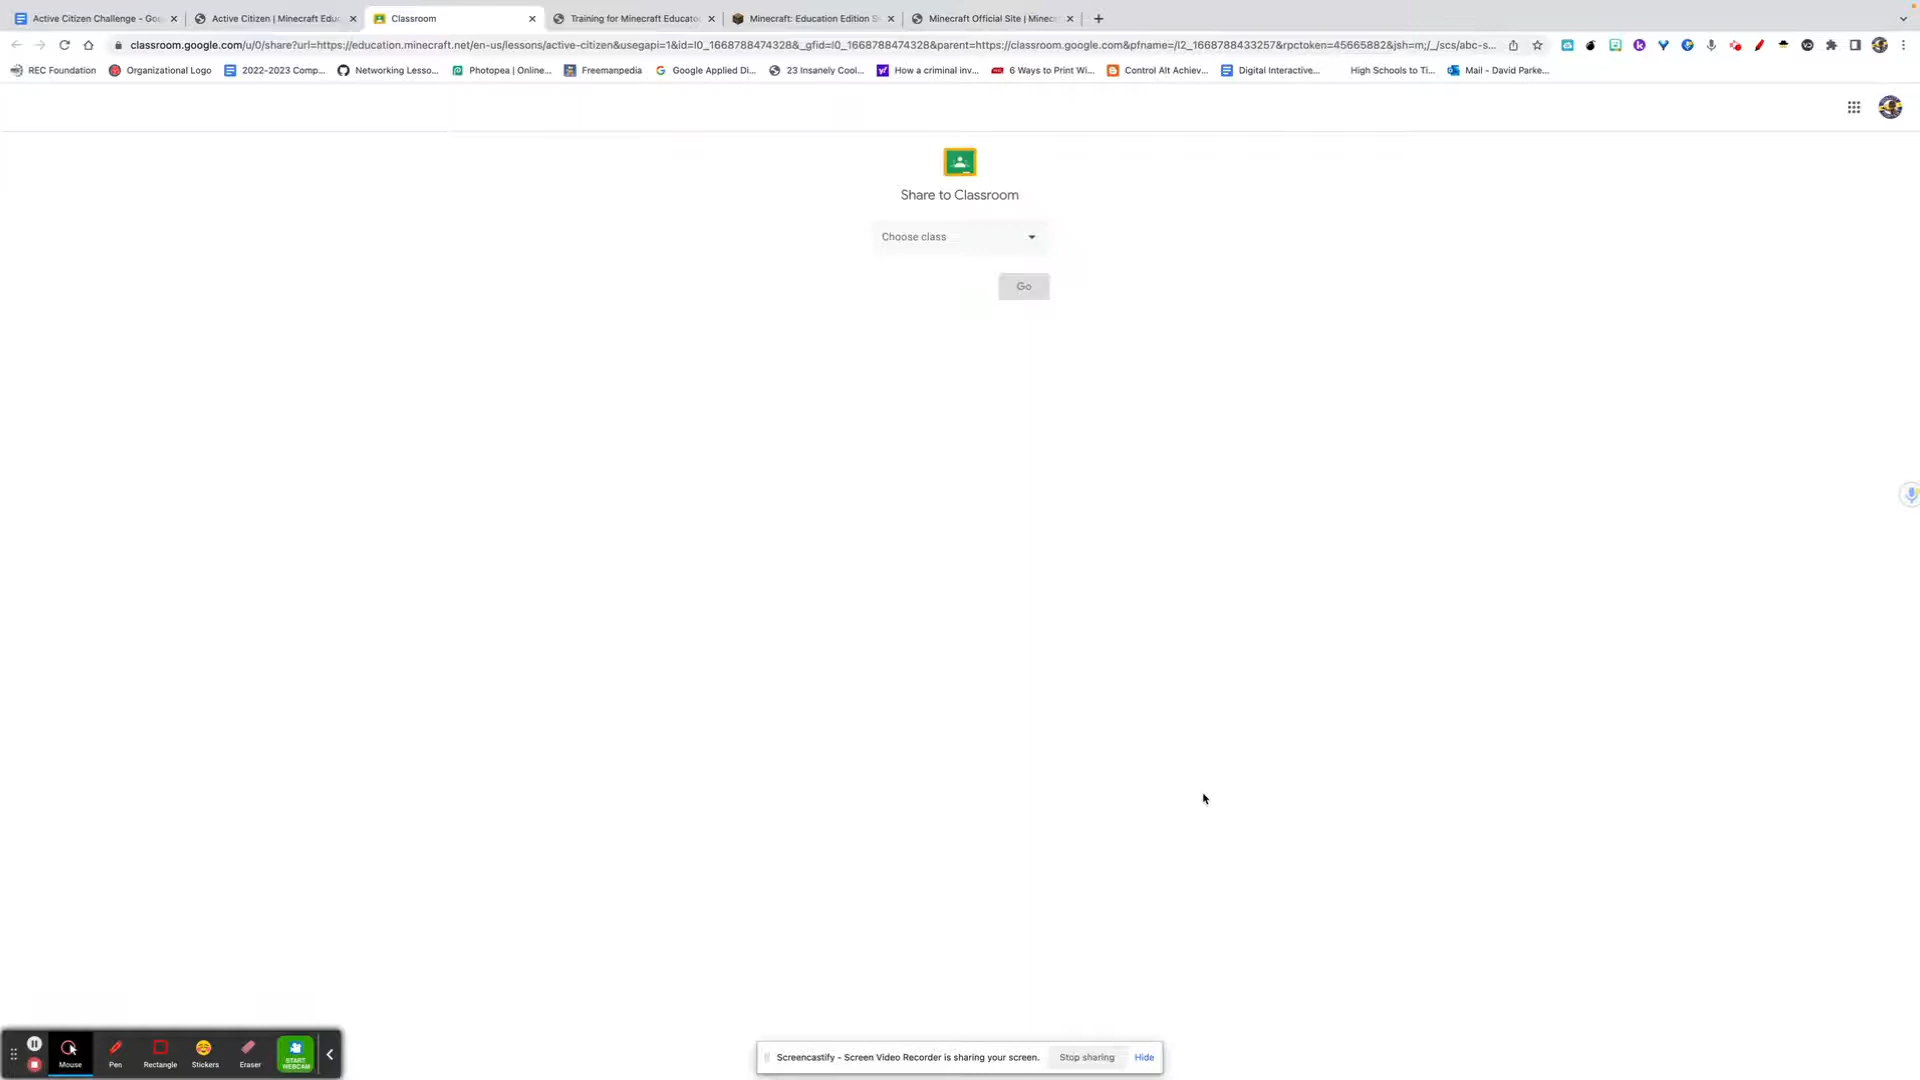 Active Citizen Challenge - Goo
Active Citizen | Minecraft Educ
Classroom
Training for Minecraft Educator
Minecraft: Education Edition S
Minecraft Official Site | Minec
classroom.google.com/u/0/share?url=https://education.minecraft.net/en-us/lessons/active-citizen&usegapi=1&id=I0_1668788474328&_gfid=I0_1668788474328&parent=https://classroom.google.com&pfname=/I2_1668788433257&rpctoken=45665882&jsh=m;/_/scs/abc-s...
REC Foundation
Organizational Logo
2022-2023 Comp...
Networking Lesso...
Photopea | Online...
Freemanpedia
Google Applied Di...
23 Insanely Cool...
How a criminal inv...
6 Ways to Print Wi...
Control Alt Achiev...
Digital Interactive...
High Schools to Ti...
Mail - David Parke...
Share to Classroom
Choose class
Go
Mouse
Pen
Rectangle
Stickers
Eraser
START
WEBCAM
Screencastify - Screen Video Recorder is sharing your screen.
Stop sharing
Hide